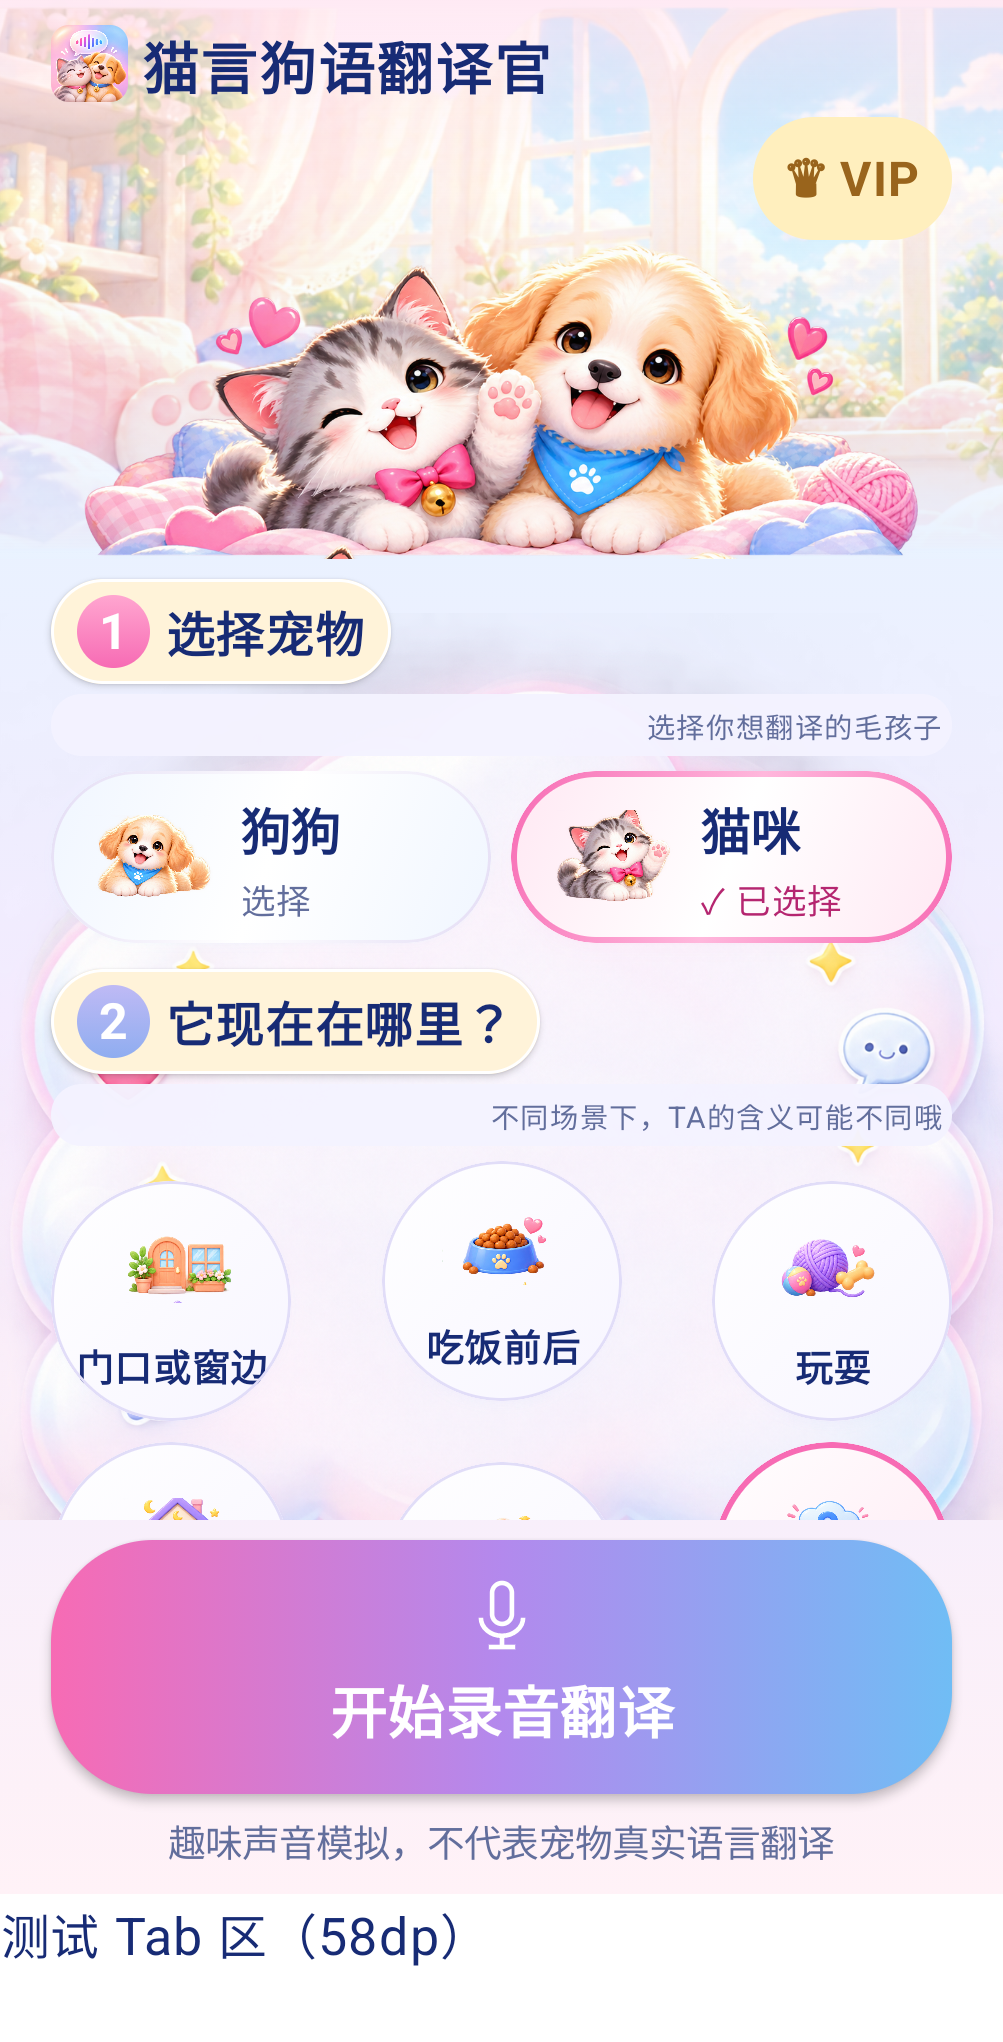 猫言狗语翻译官
VIP
1 选择宠物
选择你想翻译的毛孩子
狗狗
选择
猫咪
✓ 已选择
2 它现在在哪里？
不同场景下，TA的含义可能不同哦
门口或窗边
吃饭前后
玩耍
开始录音翻译
趣味声音模拟，不代表宠物真实语言翻译
测试 Tab 区（58dp）